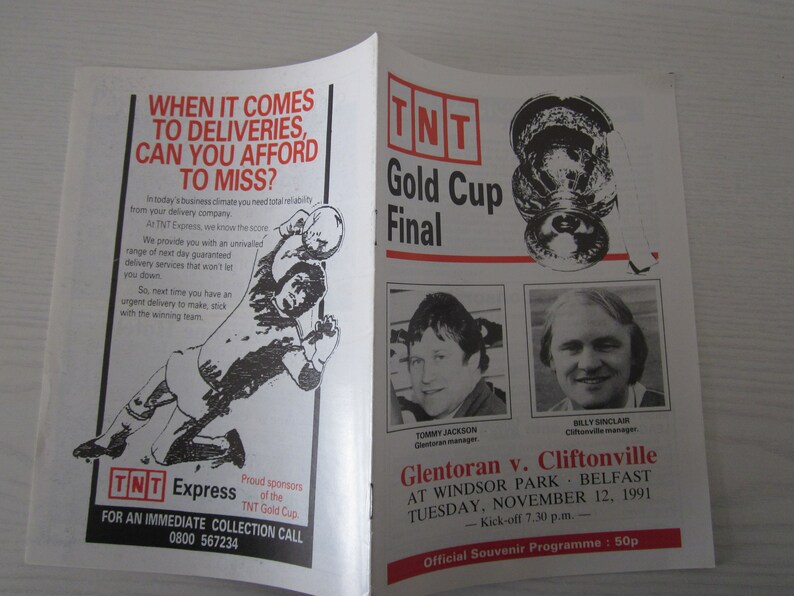 WHEN IT COMES
TO DELIVERIES,
CAN YOU AFFORD
TO MISS?
In today's business climate you need total reliability
from your delivery company.
At TNT Express, we know the score.
We provide you with an unrivalled
range of next day guaranteed
delivery services that won't let
you down.
So, next time you have an
urgent delivery to make, stick
with the winning team.
TNT Express
Proud sponsors
of the
TNT Gold Cup.
FOR AN IMMEDIATE COLLECTION CALL
0800 567234
TNT
Gold Cup
Final
TOMMY JACKSON
Glentoran manager.
BILLY SINCLAIR
Cliftonville manager.
Glentoran v. Cliftonville
AT WINDSOR PARK · BELFAST
TUESDAY, NOVEMBER 12, 1991
— Kick-off 7.30 p.m. —
Official Souvenir Programme : 50p